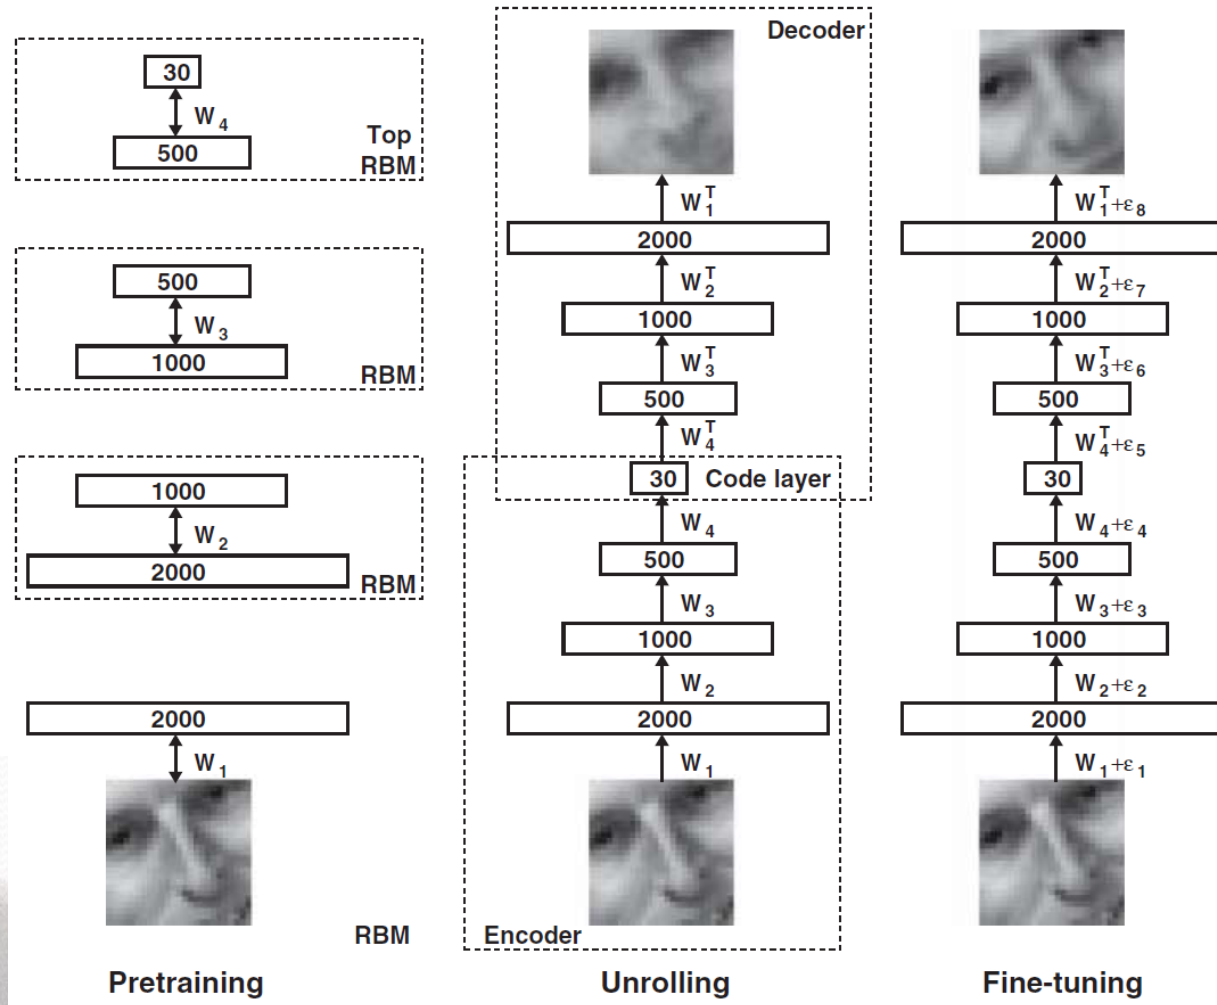 30
W4
500
Top
RBM
500
W3
1000
RBM
1000
W2
2000
RBM
2000
W1
RBM
Pretraining
Decoder
W1^T
2000
W2^T
1000
W3^T
500
W4^T
30 Code layer
W4
500
W3
1000
W2
2000
W1
Encoder
Unrolling
W1^T+ε8
2000
W2^T+ε7
1000
W3^T+ε6
500
W4^T+ε5
30
W4+ε4
500
W3+ε3
1000
W2+ε2
2000
W1+ε1
Fine-tuning